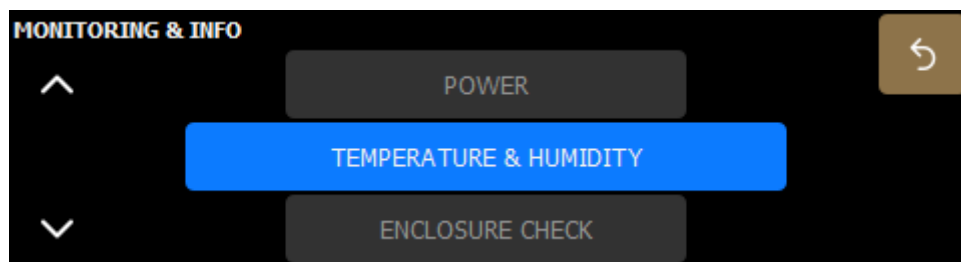 MONITORING & INFO
POWER
TEMPERATURE & HUMIDITY
ENCLOSURE CHECK